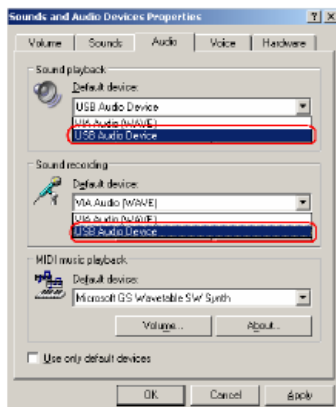 Sounds and Audio Devices Properties
? X
Volume Sounds Audio Voice Hardware
Sound playback
Default device:
USB Audio Device
VIA Audio (WAVE)
USB Audio Device
Sound recording
Default device:
VIA Audio (WAVE)
VIA Audio (WAVE)
USB Audio Device
MIDI music playback
Default device:
Microsoft GS Wavetable SW Synth
Volume... About...
Use only default devices
OK Cancel Apply